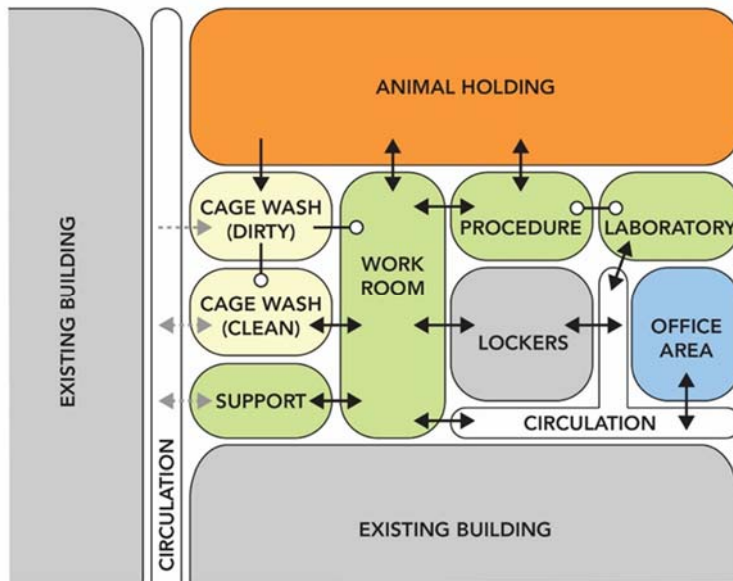 ANIMAL HOLDING
CAGE WASH
(DIRTY)
PROCEDURE
LABORATORY
WORK
ROOM
CAGE WASH
(CLEAN)
LOCKERS
OFFICE
AREA
SUPPORT
CIRCULATION
EXISTING BUILDING
CIRCULATION
EXISTING BUILDING